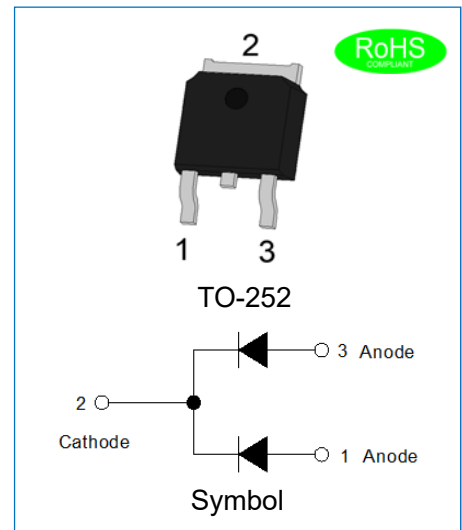 2
RoHS
COMPLIANT
1
3
TO-252
3 Anode
2
Cathode
1 Anode
Symbol